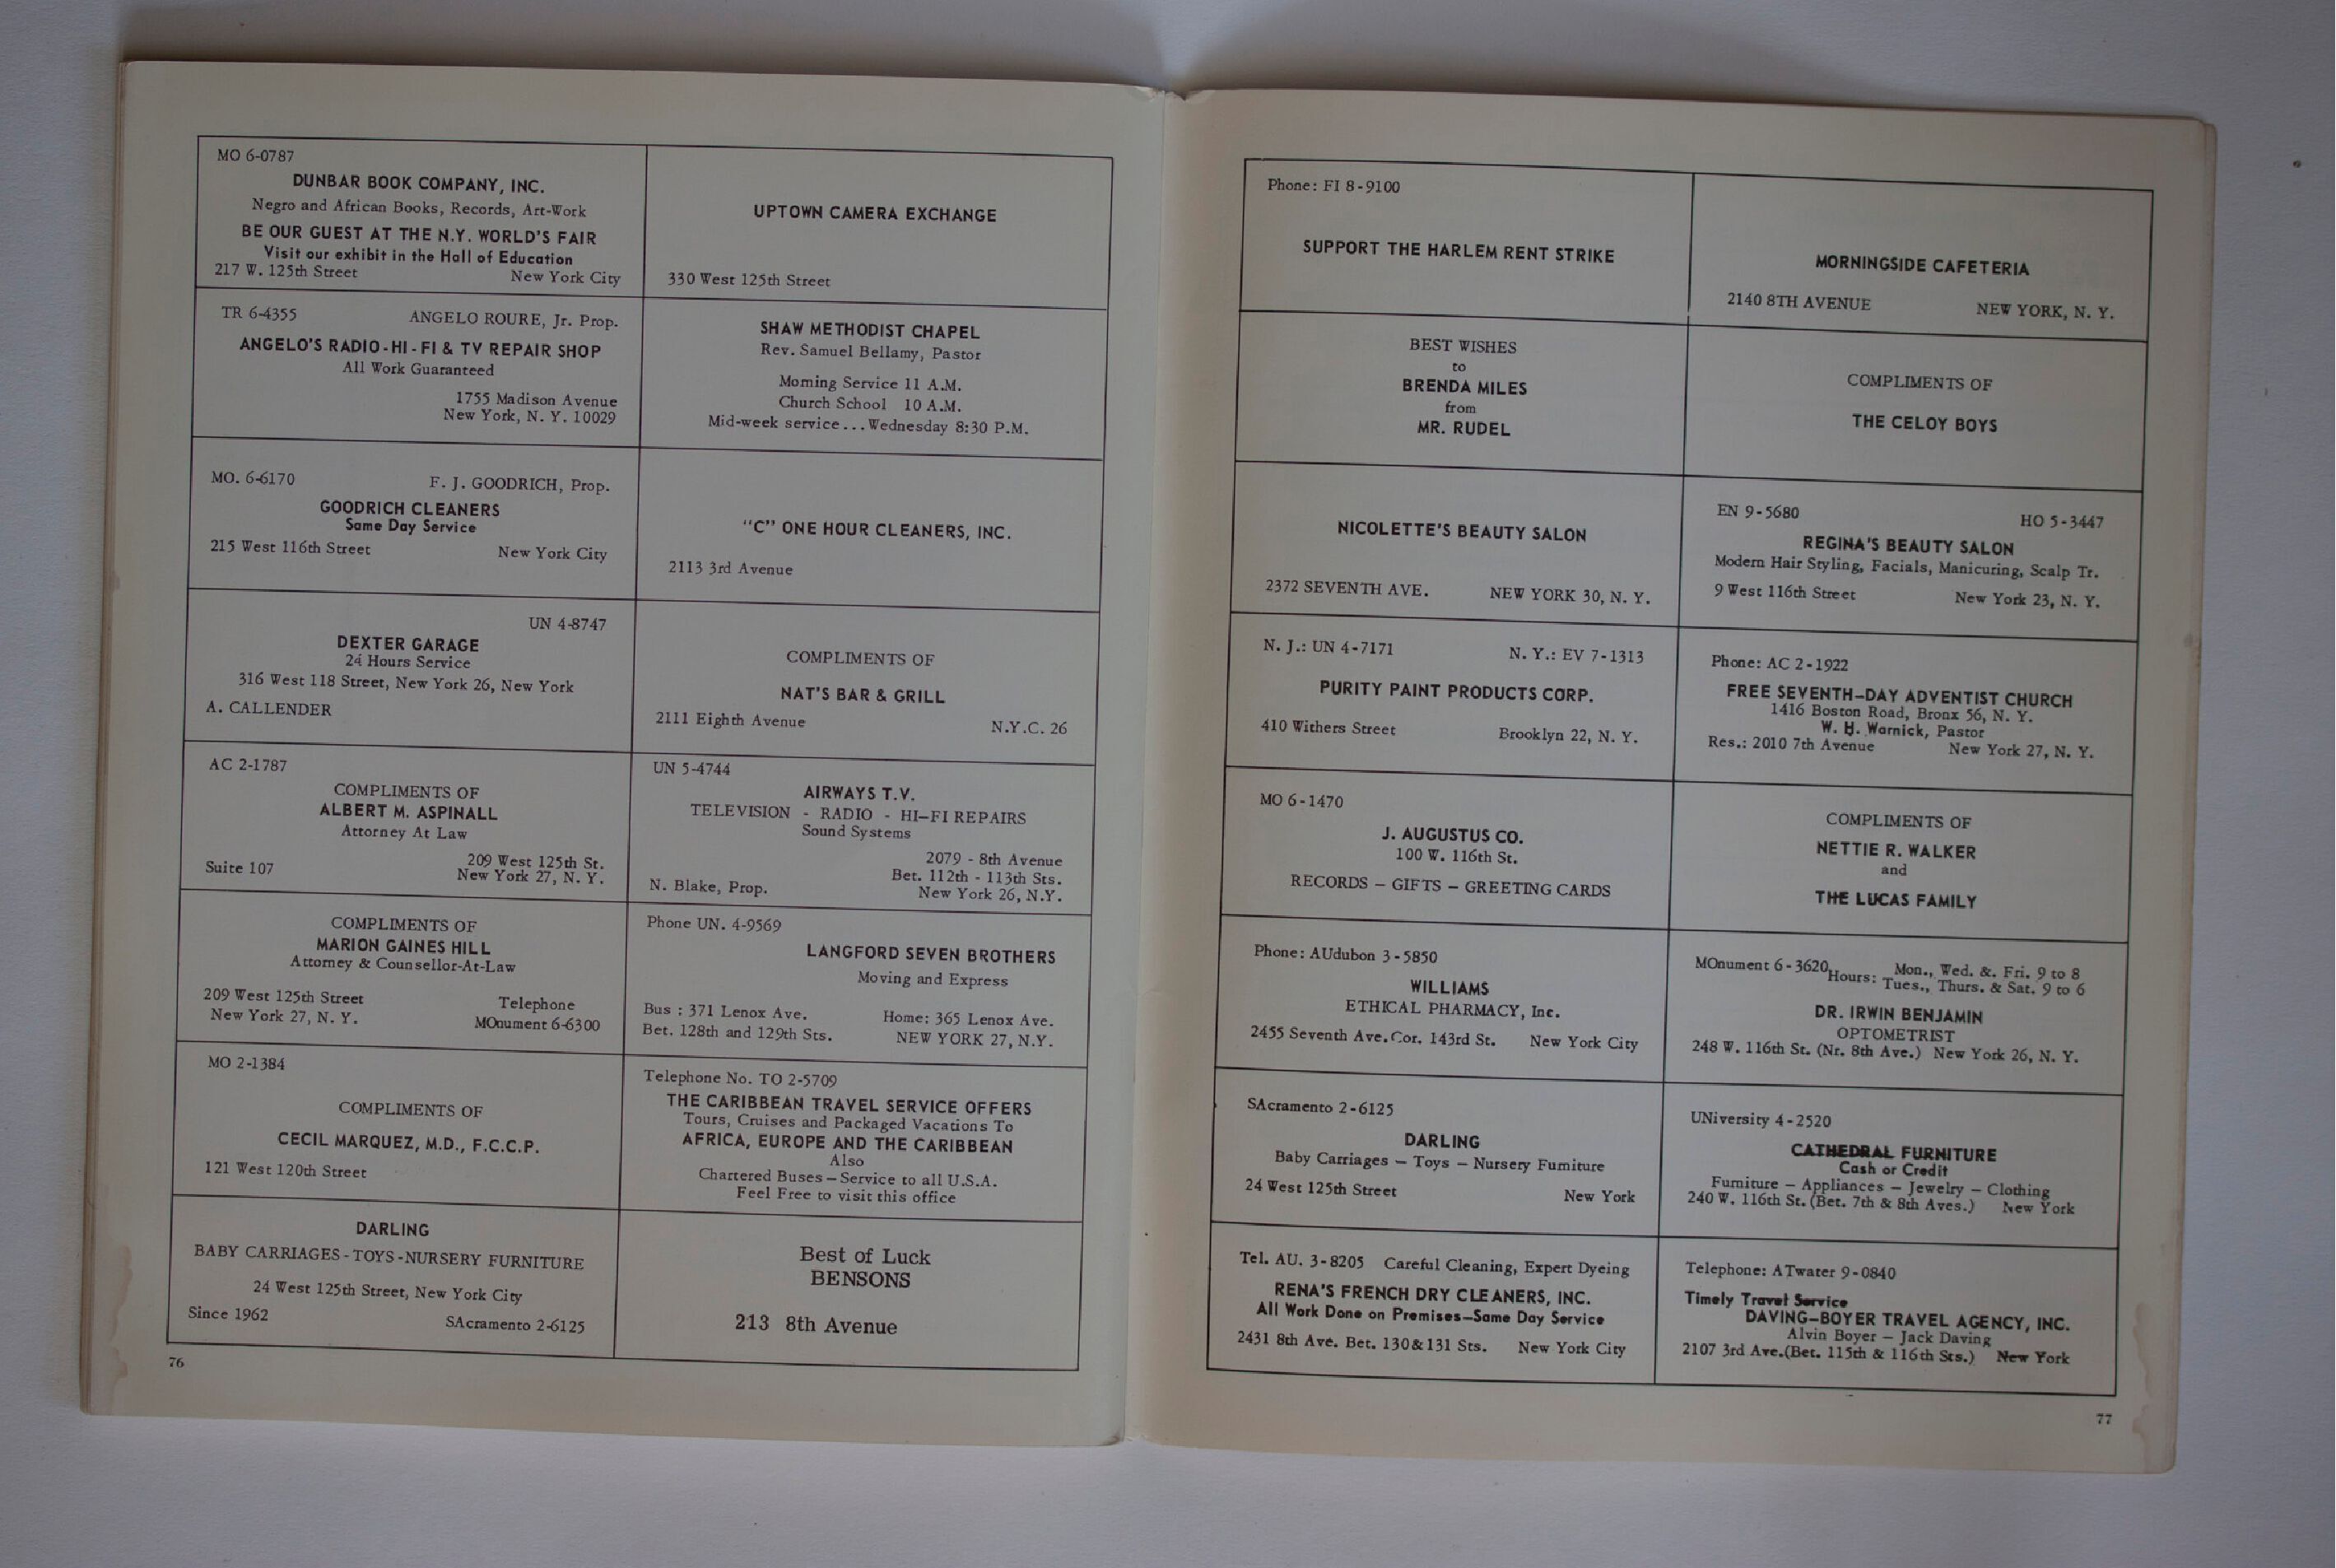 MO 6-0787
DUNBAR BOOK COMPANY, INC.
Negro and African Books, Records, Art-Work
BE OUR GUEST AT THE N.Y. WORLD'S FAIR
Visit our exhibit in the Hall of Education
217 W. 125th Street New York City
UPTOWN CAMERA EXCHANGE
330 West 125th Street
TR 6-4355 ANGELO ROURE, Jr. Prop.
ANGELO'S RADIO-HI-FI & TV REPAIR SHOP
All Work Guaranteed
1755 Madison Avenue
New York, N. Y. 10029
SHAW METHODIST CHAPEL
Rev. Samuel Bellamy, Pastor
Morning Service 11 A.M.
Church School 10 A.M.
Mid-week service...Wednesday 8:30 P.M.
MO. 6-6170 F. J. GOODRICH, Prop.
GOODRICH CLEANERS
Same Day Service
215 West 116th Street New York City
"C" ONE HOUR CLEANERS, INC.
2113 3rd Avenue
UN 4-8747
DEXTER GARAGE
24 Hours Service
316 West 118 Street, New York 26, New York
A. CALLENDER
COMPLIMENTS OF
NAT'S BAR & GRILL
2111 Eighth Avenue N.Y.C. 26
AC 2-1787
COMPLIMENTS OF
ALBERT M. ASPINALL
Attorney At Law
209 West 125th St.
Suite 107 New York 27, N. Y.
UN 5-4744
AIRWAYS T.V.
TELEVISION - RADIO - HI-FI REPAIRS
Sound Systems
2079 - 8th Avenue
Bet. 112th - 113th Sts.
N. Blake, Prop. New York 26, N.Y.
COMPLIMENTS OF
MARION GAINES HILL
Attorney & Counsellor-At-Law
209 West 125th Street Telephone
New York 27, N. Y. MOnument 6-6300
Phone UN. 4-9569
LANGFORD SEVEN BROTHERS
Moving and Express
Bus : 371 Lenox Ave. Home: 365 Lenox Ave.
Bet. 128th and 129th Sts. NEW YORK 27, N.Y.
MO 2-1384
COMPLIMENTS OF
CECIL MARQUEZ, M.D., F.C.C.P.
121 West 120th Street
Telephone No. TO 2-5709
THE CARIBBEAN TRAVEL SERVICE OFFERS
Tours, Cruises and Packaged Vacations To
AFRICA, EUROPE AND THE CARIBBEAN
Also
Chartered Buses – Service to all U.S.A.
Feel Free to visit this office
DARLING
BABY CARRIAGES-TOYS-NURSERY FURNITURE
24 West 125th Street, New York City
Since 1962 SAcramento 2-6125
Best of Luck
BENSONS
213 8th Avenue
76
Phone: FI 8-9100
SUPPORT THE HARLEM RENT STRIKE
MORNINGSIDE CAFETERIA
2140 8TH AVENUE NEW YORK, N. Y.
BEST WISHES
to
BRENDA MILES
from
MR. RUDEL
COMPLIMENTS OF
THE CELOY BOYS
NICOLETTE'S BEAUTY SALON
2372 SEVENTH AVE. NEW YORK 30, N. Y.
EN 9-5680 HO 5-3447
REGINA'S BEAUTY SALON
Modern Hair Styling, Facials, Manicuring, Scalp Tr.
9 West 116th Street New York 23, N. Y.
N. J.: UN 4-7171 N. Y.: EV 7-1313
PURITY PAINT PRODUCTS CORP.
410 Withers Street Brooklyn 22, N. Y.
Phone: AC 2-1922
FREE SEVENTH-DAY ADVENTIST CHURCH
1416 Boston Road, Bronx 56, N. Y.
W. H. Warnick, Pastor
Res.: 2010 7th Avenue New York 27, N. Y.
MO 6-1470
J. AUGUSTUS CO.
100 W. 116th St.
RECORDS – GIFTS – GREETING CARDS
COMPLIMENTS OF
NETTIE R. WALKER
and
THE LUCAS FAMILY
Phone: AUdubon 3-5850
WILLIAMS
ETHICAL PHARMACY, Inc.
2455 Seventh Ave. Cor. 143rd St. New York City
MOnument 6-3620 Hours: Mon., Wed. &. Fri. 9 to 8
Tues., Thurs. & Sat. 9 to 6
DR. IRWIN BENJAMIN
OPTOMETRIST
248 W. 116th St. (Nr. 8th Ave.) New York 26, N. Y.
SAcramento 2-6125
DARLING
Baby Carriages – Toys – Nursery Furniture
24 West 125th Street New York
UNiversity 4-2520
CATHEDRAL FURNITURE
Cash or Credit
Furniture – Appliances – Jewelry – Clothing
240 W. 116th St. (Bet. 7th & 8th Aves.) New York
Tel. AU. 3-8205 Careful Cleaning, Expert Dyeing
RENA'S FRENCH DRY CLEANERS, INC.
All Work Done on Premises–Same Day Service
2431 8th Ave. Bet. 130&131 Sts. New York City
Telephone: ATwater 9-0840
Timely Travel Service
DAVING-BOYER TRAVEL AGENCY, INC.
Alvin Boyer – Jack Daving
2107 3rd Ave.(Bet. 115th & 116th Sts.) New York
77